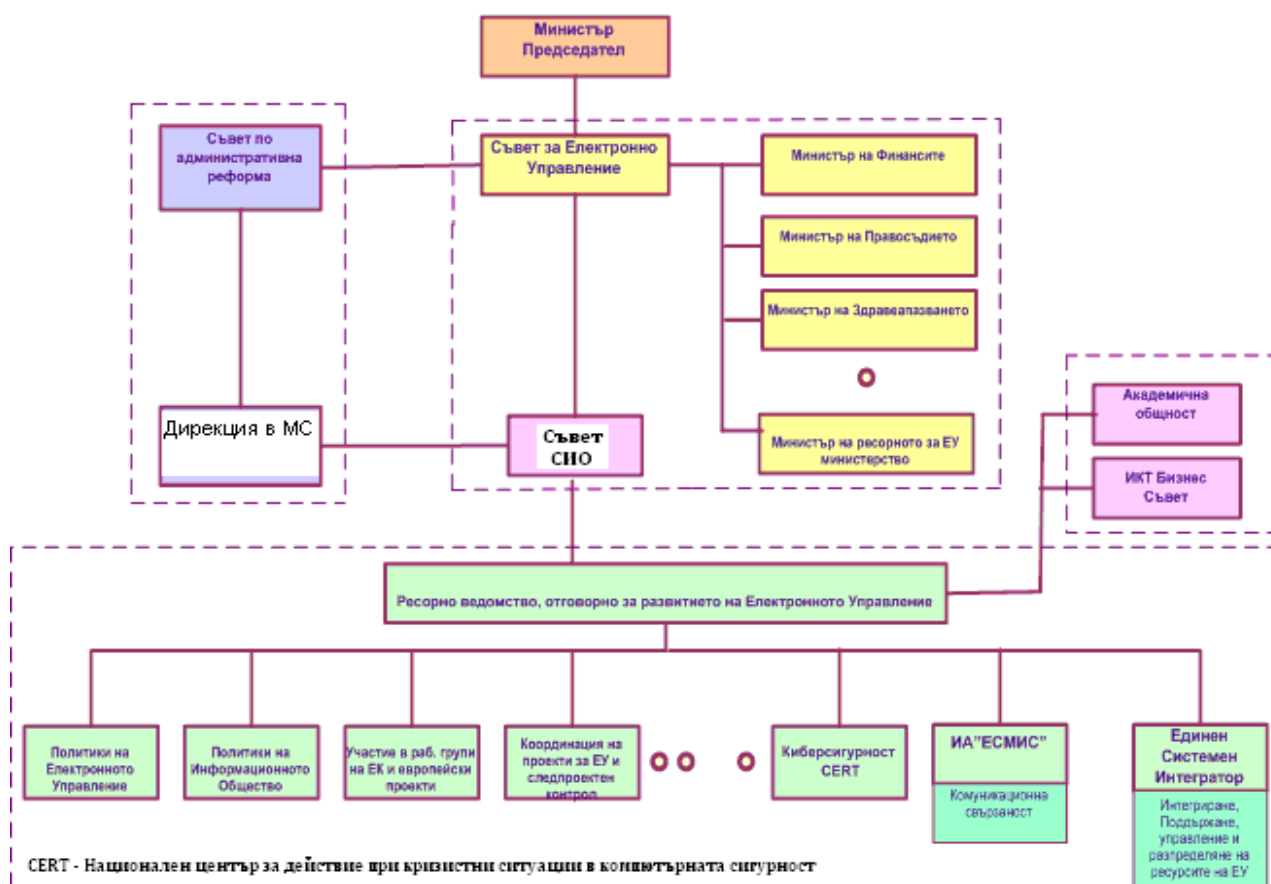 Министър
Председател
Съвет по
административна
реформа
Съвет за Електронно
Управление
Министър на Финансите
Министър на Правосъдието
Министър на Здравеапазването
Дирекция в МС
Съвет
СИО
Министър на ресорното за ЕУ
министерство
Академична
общност
ИКТ Бизнес
Съвет
Ресорно ведомство, отговорно за развитието на Електронното Управление
Политики на
Електронното
Управление
Политики на
Информационното
Общество
Участие в раб. групи
на ЕК и европейски
проекти
Координация на
проекти за ЕУ и
следпроектен
контрол
Киберсигурност
CERT
ИА"ЕСМИС"
Комуникационна
свързаност
Единен
Системен
Интегратор
Интегриране,
Поддържане,
управление и
разпределяне на
ресурсите на ЕУ
CERT - Национален център за действие при кризистни ситуации в компютърната сигурност